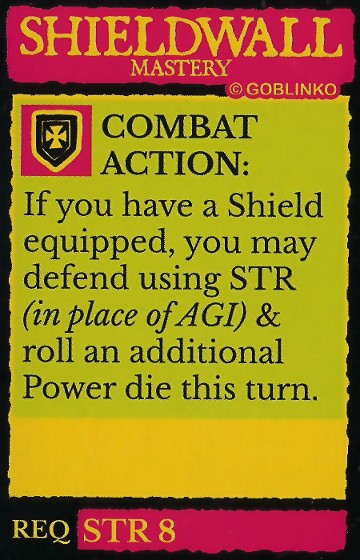 SHIELDWALL
MASTERY
© GOBLINKO
COMBAT
ACTION:
If you have a Shield
equipped, you may
defend using STR
(in place of AGI) &
roll an additional
Power die this turn.
REQ STR 8